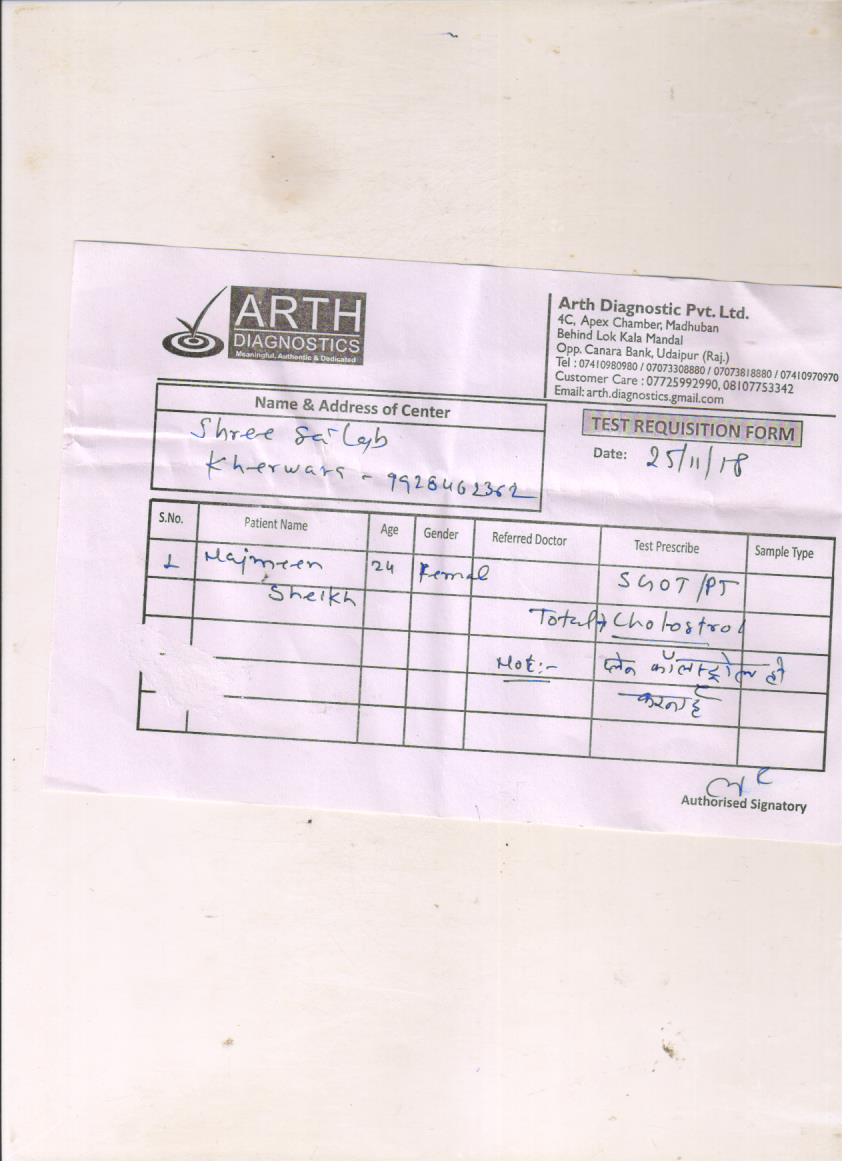 ARTH
DIAGNOSTICS
Meaningful, Authentic & Dedicated
Arth Diagnostic Pvt. Ltd.
4C, Apex Chamber, Madhuban
Behind Lok Kala Mandal
Opp. Canara Bank, Udaipur (Raj.)
Tel : 07410980980 / 07073308880 / 07073818880 / 07410970970
Customer Care : 07725992990, 08107753342
Email: arth.diagnostics.gmail.com
Name & Address of Center
Shree Sai Lab
Kherwara - 9928462362
TEST REQUISITION FORM
Date: 25/11/18
S.No. Patient Name Age Gender Referred Doctor Test Prescribe Sample Type
1 Najmeen 24 Femal SGOT/PT
Sheikh Total Cholostrol
Note:- कॉलस्ट्रोल ही
करना है
Authorised Signatory